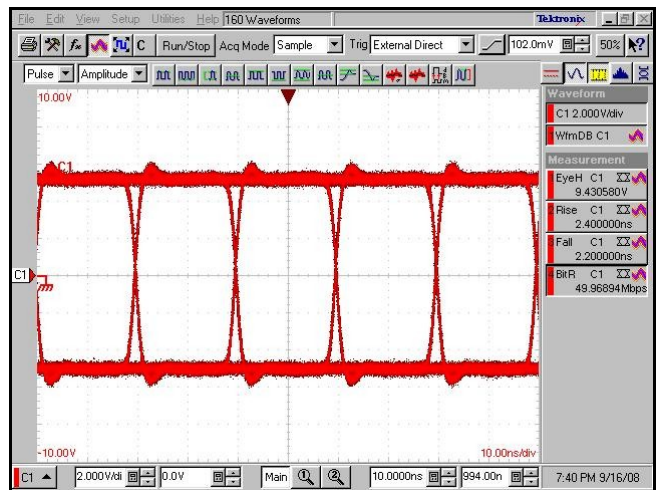 File Edit View Setup Utilities Help 160 Waveforms Tektronix
C Run/Stop Acq Mode Sample Trig External Direct 102.0mV 50%
Pulse Amplitude
10.00V
C1
C1
-10.00V
10.00ns/div
Waveform
C1 2.000V/div
WfmDB C1
Measurement
EyeH C1
9.430580V
2 Rise C1
2.400000ns
3 Fall C1
2.200000ns
BitR C1
49.96894Mbps
C1 2.000V/di 0.0V Main 10.0000ns 994.00n 7:40 PM 9/16/08